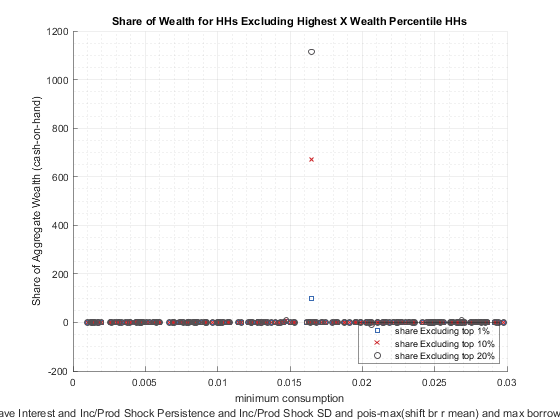 Share of Wealth for HHs Excluding Highest X Wealth Percentile HHs
1200
1000
800
600
400
200
0
-200
Share of Aggregate Wealth (cash-on-hand)
share Excluding top 1%
share Excluding top 10%
share Excluding top 20%
0 0.005 0.01 0.015 0.02 0.025 0.03
minimum consumption
ave Interest and Inc/Prod Shock Persistence and Inc/Prod Shock SD and pois-max(shift br r mean) and max borrow